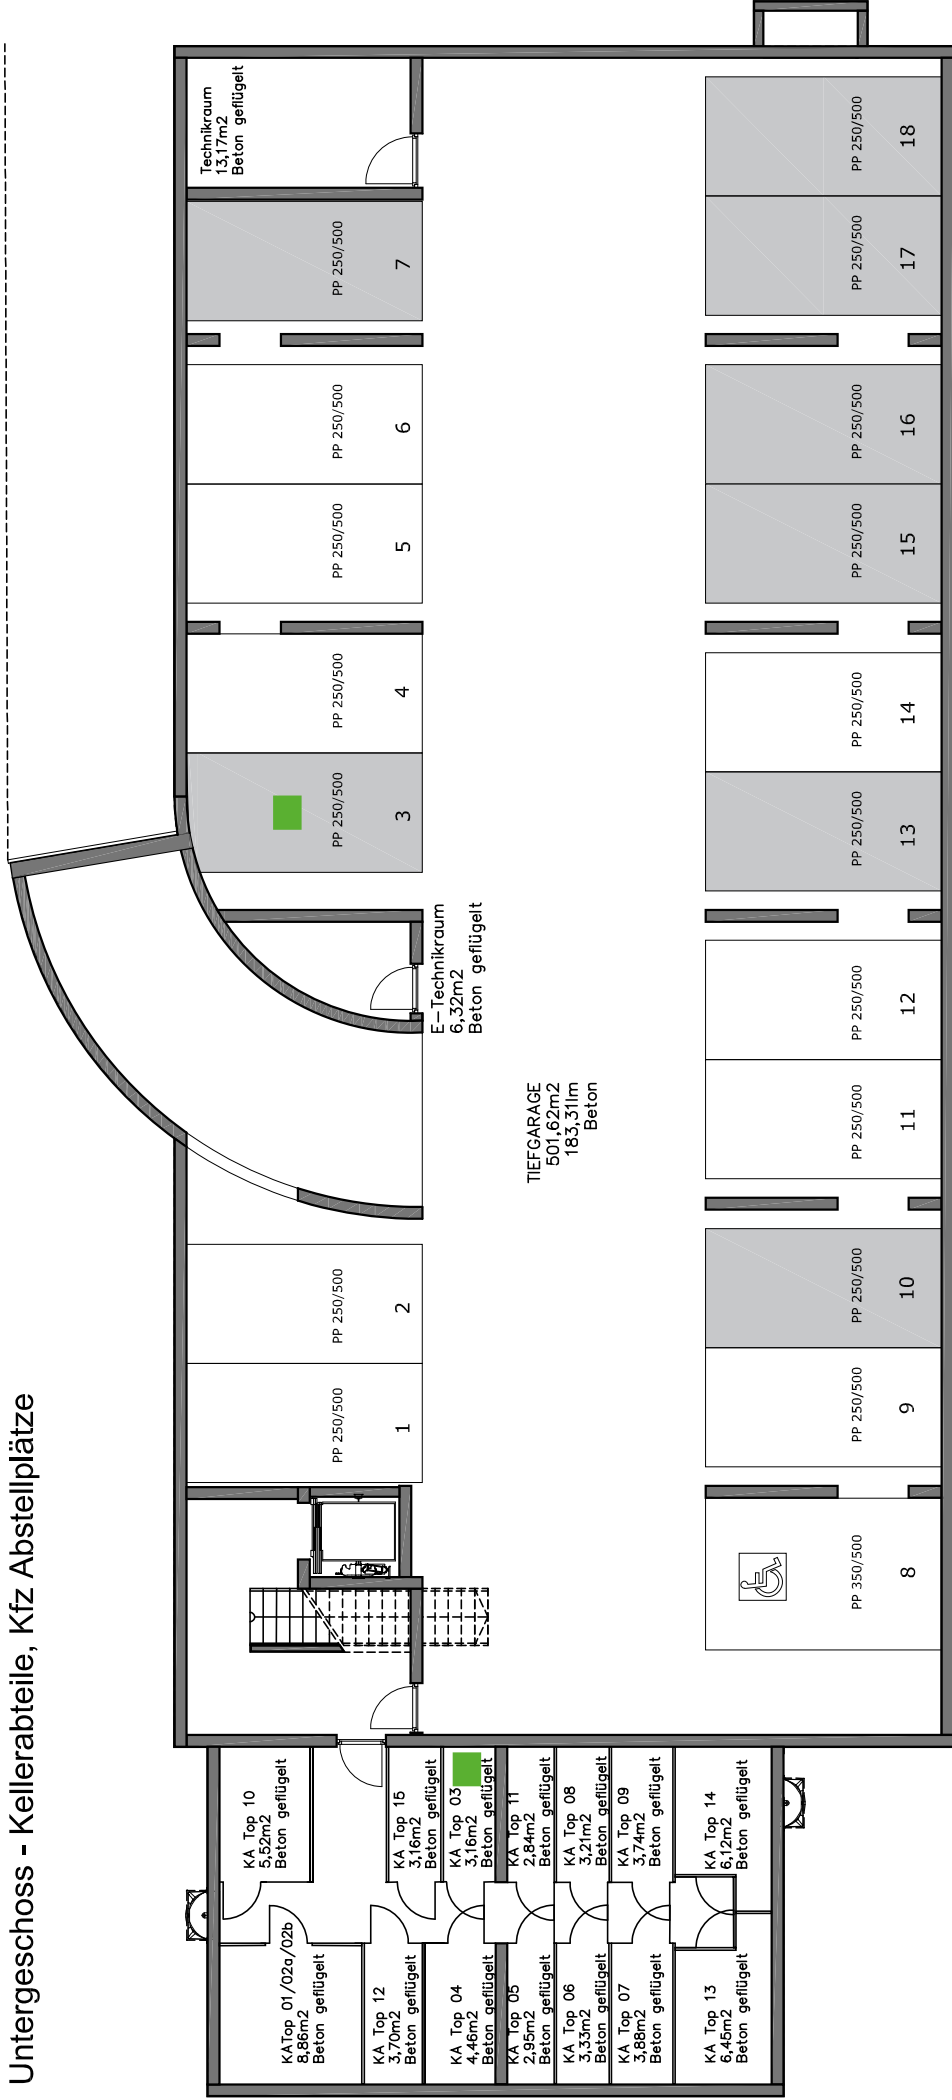 Untergeschoss - Kellerabteile, Kfz Abstellplätze
KATop 01/02a/02b
8,86m2
Beton geflügelt
KA Top 12
3,70m2
Beton geflügelt
KA Top 04
4,46m2
Beton geflügelt
KA Top 05
2,95m2
Beton geflügelt
KA Top 06
3,33m2
Beton geflügelt
KA Top 07
3,88m2
Beton geflügelt
KA Top 13
6,45m2
Beton geflügelt
KA Top 10
5,52m2
Beton geflügelt
KA Top 15
3,16m2
Beton geflügelt
KA Top 03
3,16m2
Beton geflügelt
KA Top 11
2,84m2
Beton geflügelt
KA Top 08
3,21m2
Beton geflügelt
KA Top 09
3,74m2
Beton geflügelt
KA Top 14
6,12m2
Beton geflügelt
PP 250/500
1
PP 250/500
2
E-Technikraum
6,32m2
Beton geflügelt
PP 250/500
3
PP 250/500
4
PP 250/500
5
PP 250/500
6
PP 250/500
7
Technikraum
13,17m2
Beton geflügelt
TIEFGARAGE
501,62m2
183,31lm
Beton
PP 350/500
8
PP 250/500
9
PP 250/500
10
PP 250/500
11
PP 250/500
12
PP 250/500
13
PP 250/500
14
PP 250/500
15
PP 250/500
16
PP 250/500
17
PP 250/500
18